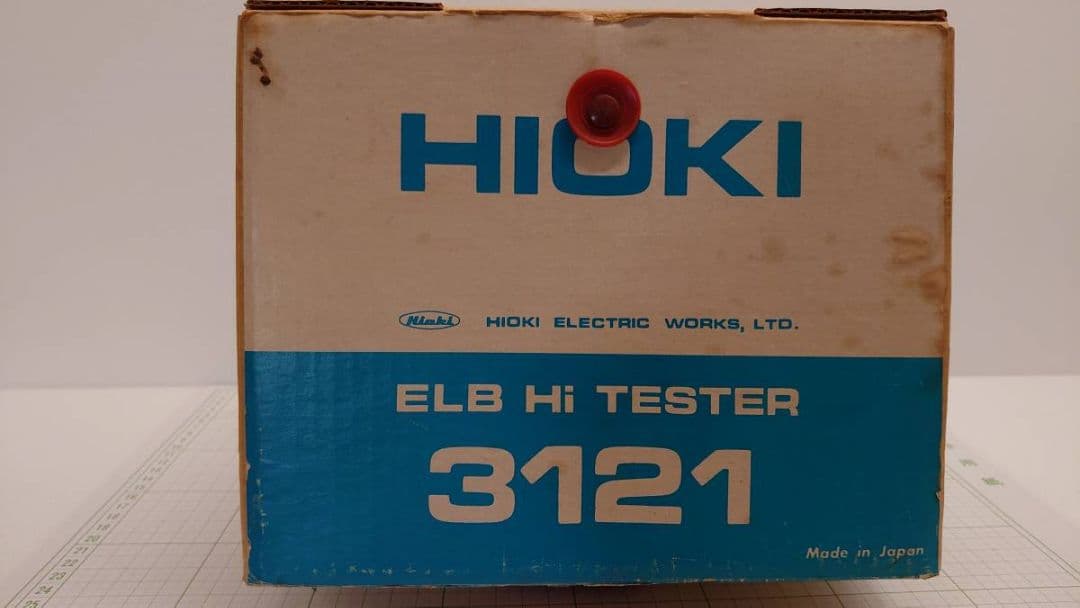 HIOKI
Hioki HIOKI ELECTRIC WORKS, LTD.
ELB Hi TESTER
3121
Made in Japan